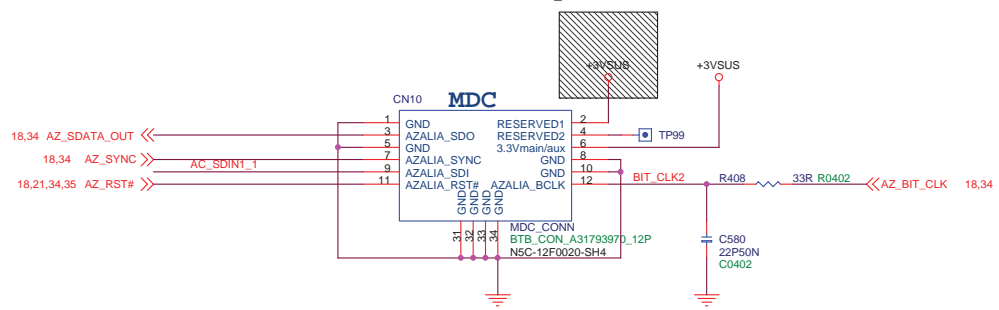 +3VSUS
+3VSUS
CN10
MDC
1
GND
RESERVED1
2
18,34 AZ_SDATA_OUT
3
AZALIA_SDO
RESERVED2
4
TP99
5
GND
3.3Vmain/aux
6
18,34 AZ_SYNC
7
AZALIA_SYNC
GND
8
AC_SDIN1_1
9
AZALIA_SDI
GND
10
18,21,34,35 AZ_RST#
11
AZALIA_RST#
AZALIA_BCLK
12
BIT_CLK2
R408
33R R0402
AZ_BIT_CLK 18,34
GND
GND
GND
GND
31
32
33
34
MDC_CONN
BTB_CON_A31793970_12P
N5C-12F0020-SH4
C580
22P50N
C0402